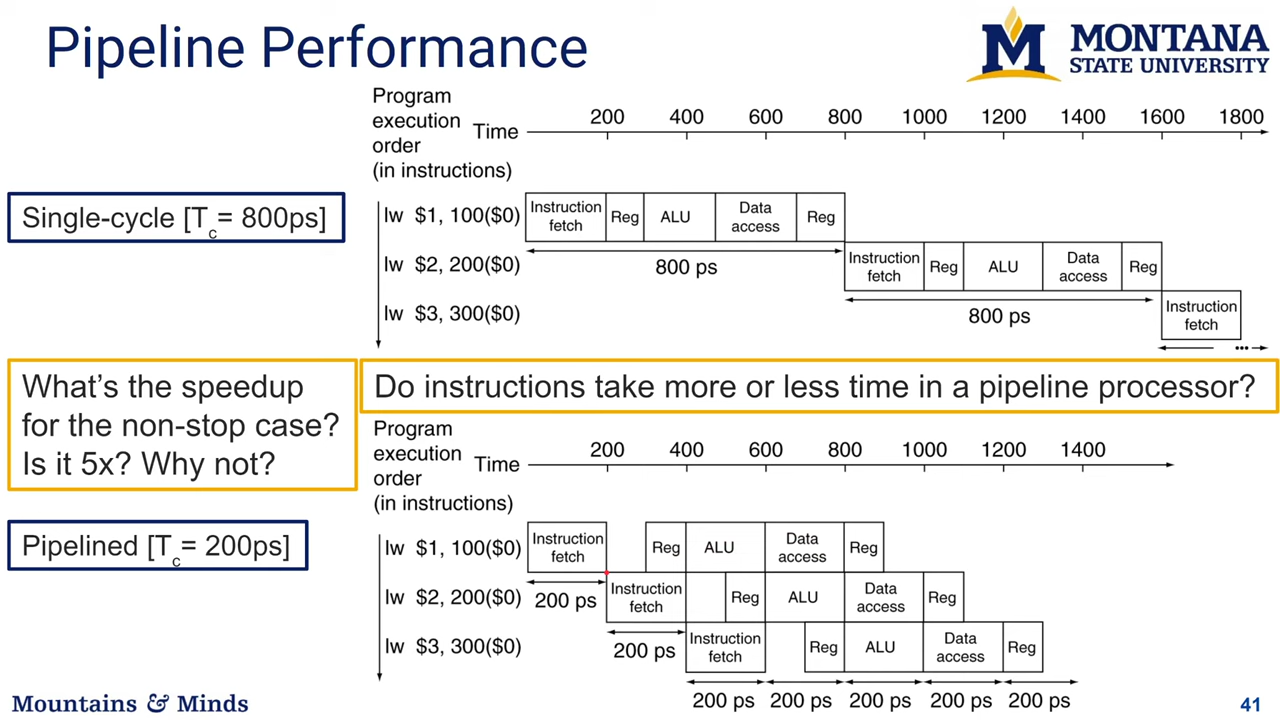 Pipeline Performance
M MONTANA
STATE UNIVERSITY
Program
execution
order
(in instructions)
Time
200 400 600 800 1000 1200 1400 1600 1800
Single-cycle [Tc= 800ps]
lw $1, 100($0)
Instruction fetch Reg ALU Data access Reg
800 ps
lw $2, 200($0)
Instruction fetch Reg ALU Data access Reg
800 ps
lw $3, 300($0)
Instruction fetch
...
What's the speedup
for the non-stop case?
Is it 5x? Why not?
Do instructions take more or less time in a pipeline processor?
Program
execution
order
(in instructions)
Time
200 400 600 800 1000 1200 1400
Pipelined [Tc= 200ps]
lw $1, 100($0)
Instruction fetch Reg ALU Data access Reg
200 ps
lw $2, 200($0)
Instruction fetch Reg ALU Data access Reg
200 ps
lw $3, 300($0)
Instruction fetch Reg ALU Data access Reg
200 ps 200 ps 200 ps 200 ps 200 ps
Mountains & Minds
41